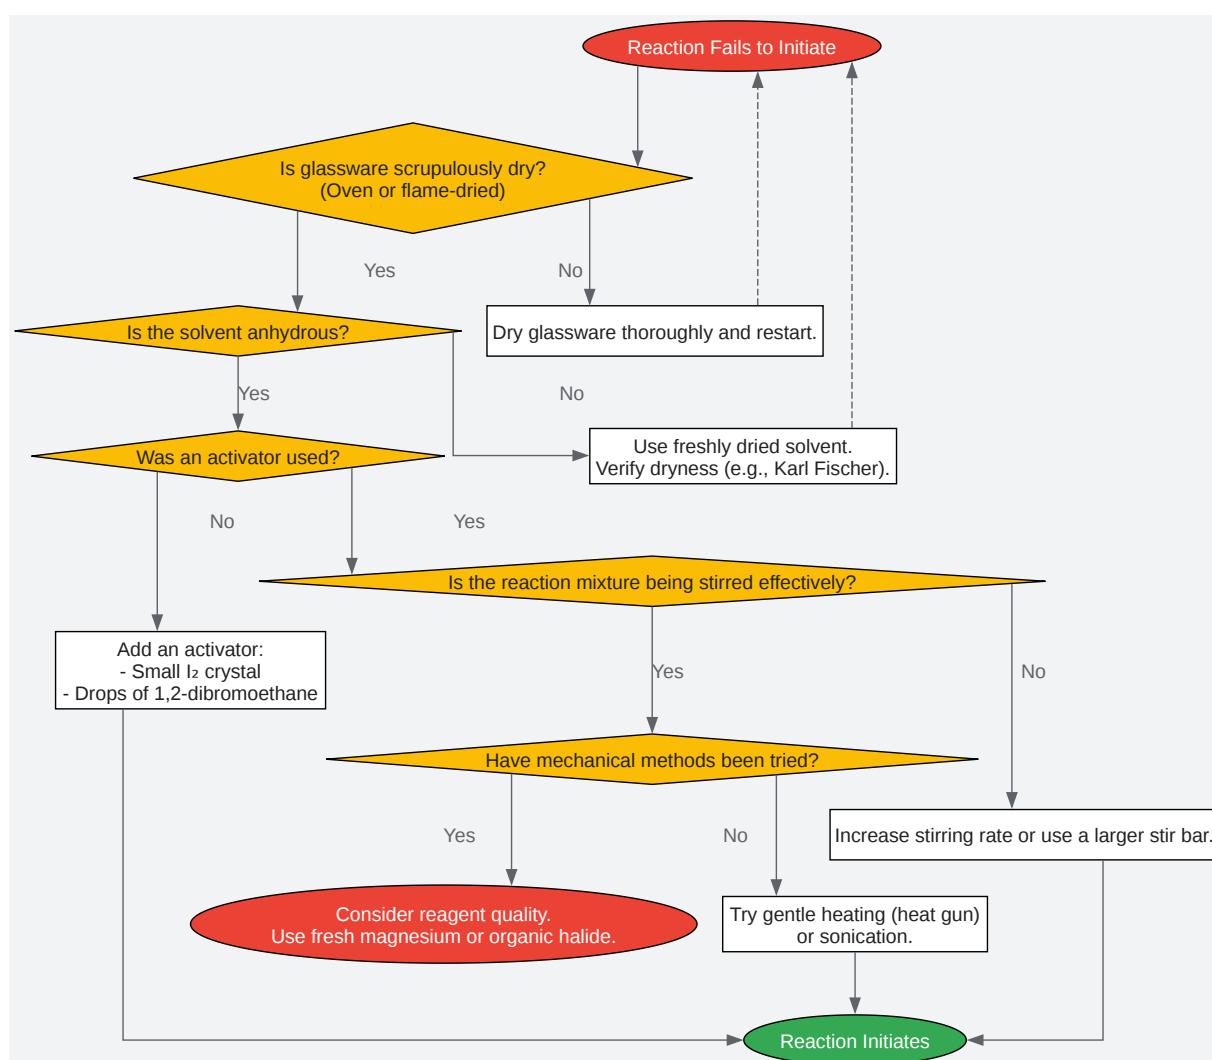 Reaction Fails to Initiate
Is glassware scrupulously dry?
(Oven or flame-dried)
Yes
No
Is the solvent anhydrous?
Dry glassware thoroughly and restart.
Yes
No
Was an activator used?
Use freshly dried solvent.
Verify dryness (e.g., Karl Fischer).
No
Yes
Is the reaction mixture being stirred effectively?
Add an activator:
- Small I₂ crystal
- Drops of 1,2-dibromoethane
Yes
No
Have mechanical methods been tried?
Yes
No
Increase stirring rate or use a larger stir bar.
Consider reagent quality.
Use fresh magnesium or organic halide.
Try gentle heating (heat gun)
or sonication.
Reaction Initiates